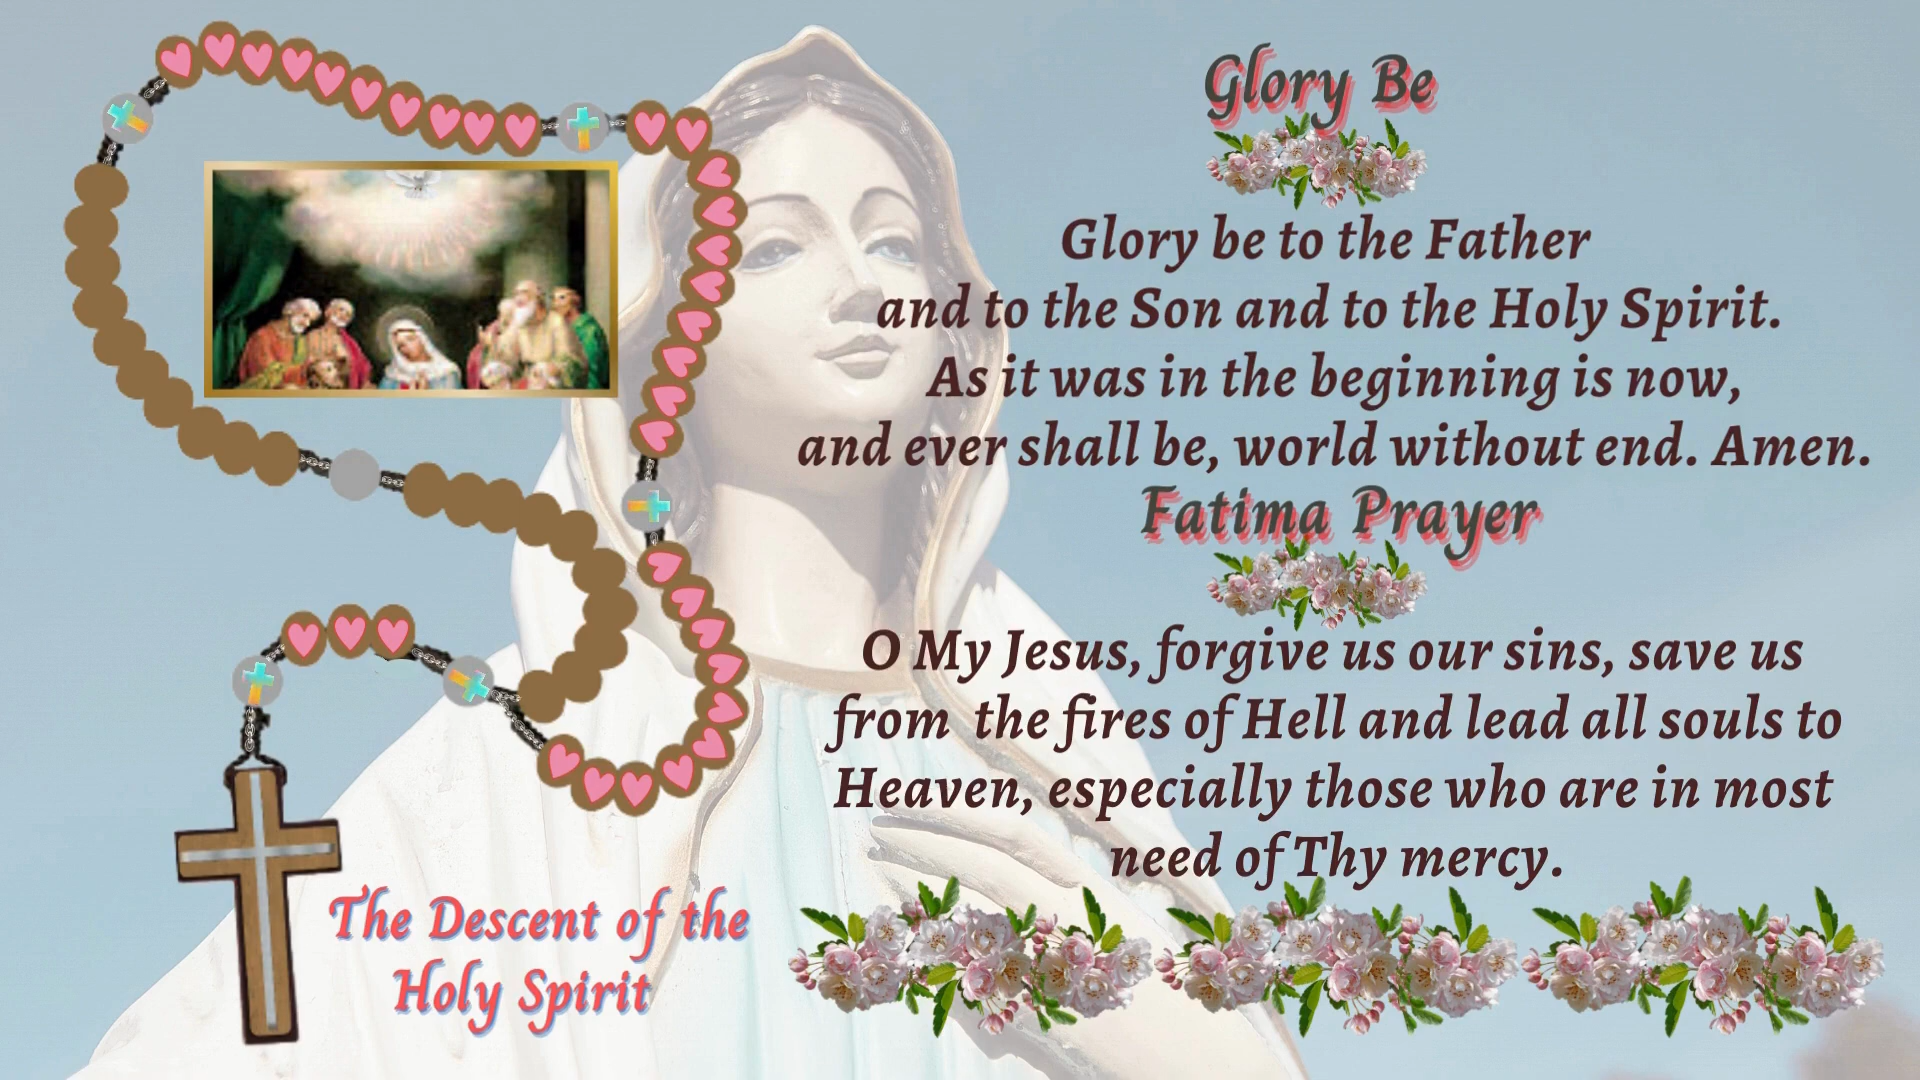 Glory Be
Glory be to the Father
and to the Son and to the Holy Spirit.
As it was in the beginning is now,
and ever shall be, world without end. Amen.
Fatima Prayer
O My Jesus, forgive us our sins, save us
from the fires of Hell and lead all souls to
Heaven, especially those who are in most
need of Thy mercy.
The Descent of the
Holy Spirit